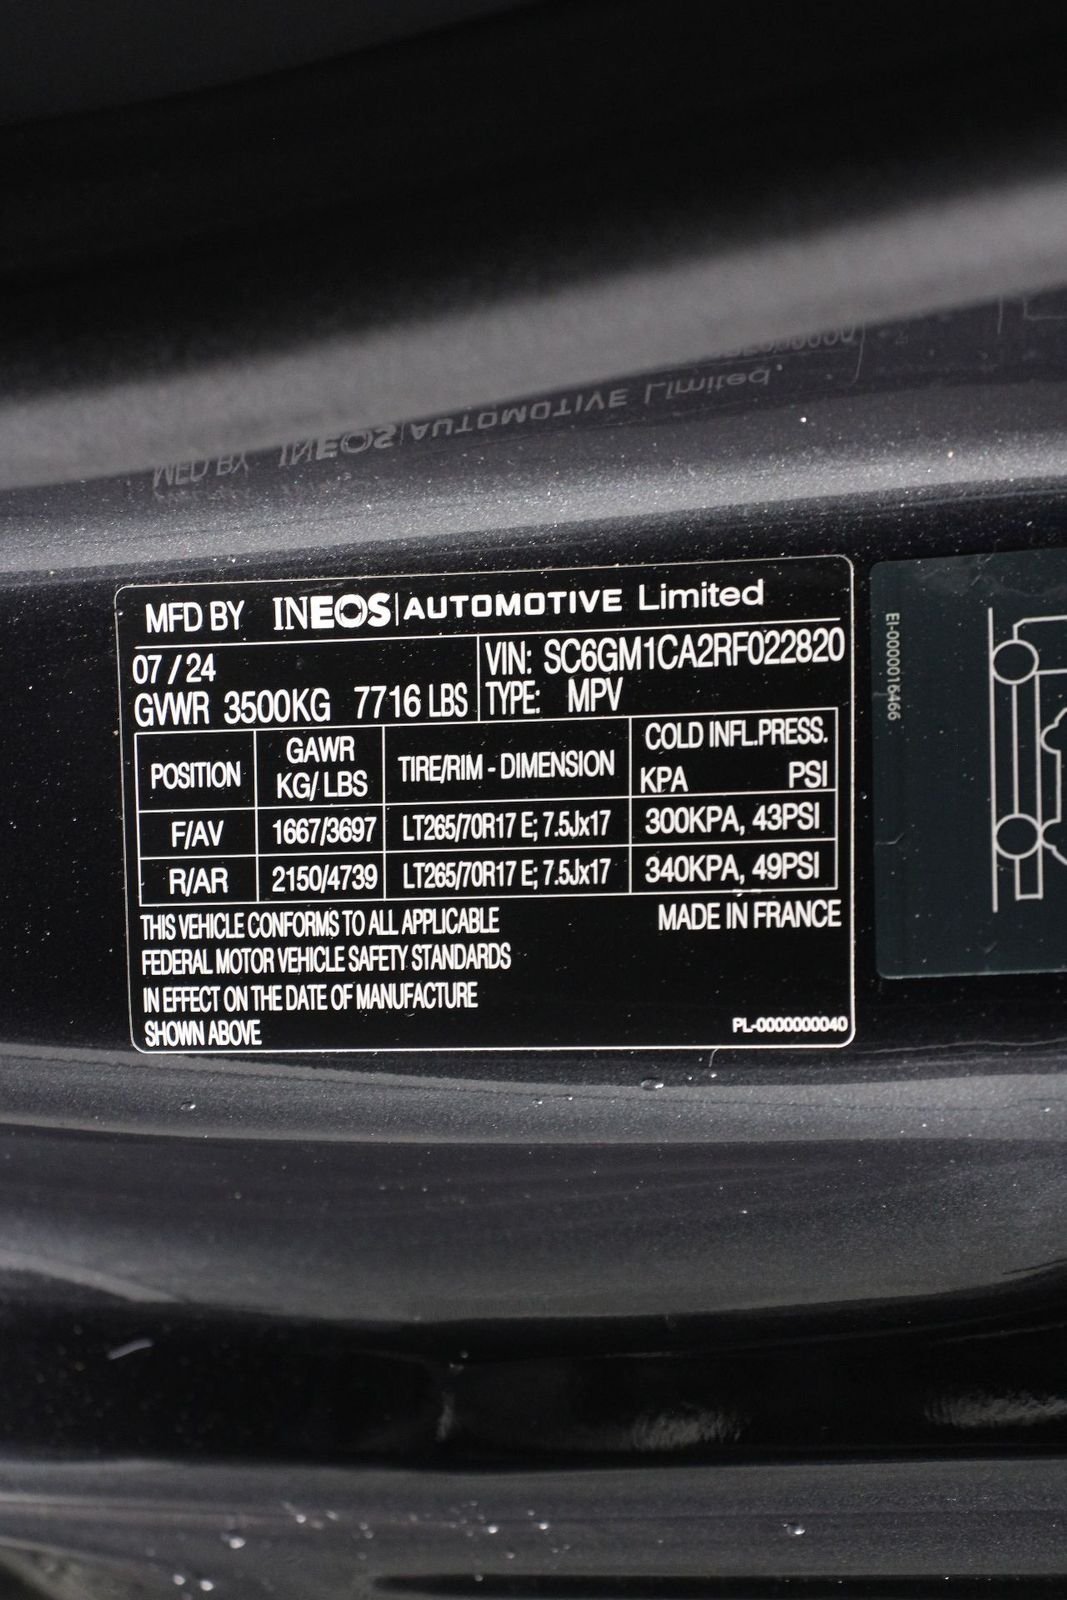 MFD BY INEOS|AUTOMOTIVE Limited
07 / 24
GVWR 3500KG 7716 LBS
VIN: SC6GM1CA2RF022820
TYPE: MPV
POSITION GAWR KG/ LBS TIRE/RIM - DIMENSION COLD INFL.PRESS. KPA PSI
F/AV 1667/3697 LT265/70R17 E; 7.5Jx17 300KPA, 43PSI
R/AR 2150/4739 LT265/70R17 E; 7.5Jx17 340KPA, 49PSI
THIS VEHICLE CONFORMS TO ALL APPLICABLE
FEDERAL MOTOR VEHICLE SAFETY STANDARDS
IN EFFECT ON THE DATE OF MANUFACTURE
SHOWN ABOVE
MADE IN FRANCE
PL-0000000040
EI-000016466